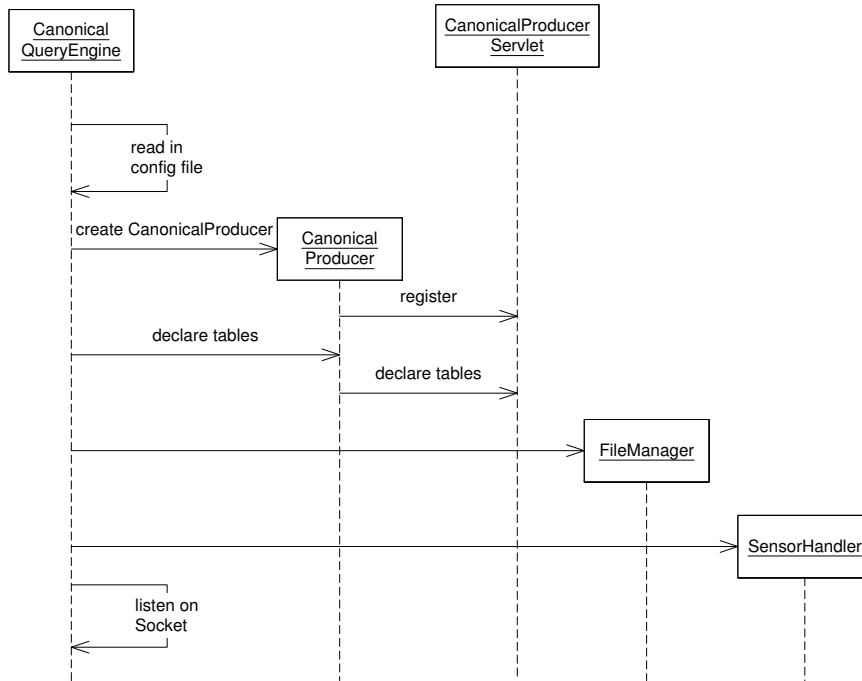 Canonical
QueryEngine
CanonicalProducer
Servlet
read in
config file
create CanonicalProducer
Canonical
Producer
register
declare tables
declare tables
FileManager
SensorHandler
listen on
Socket